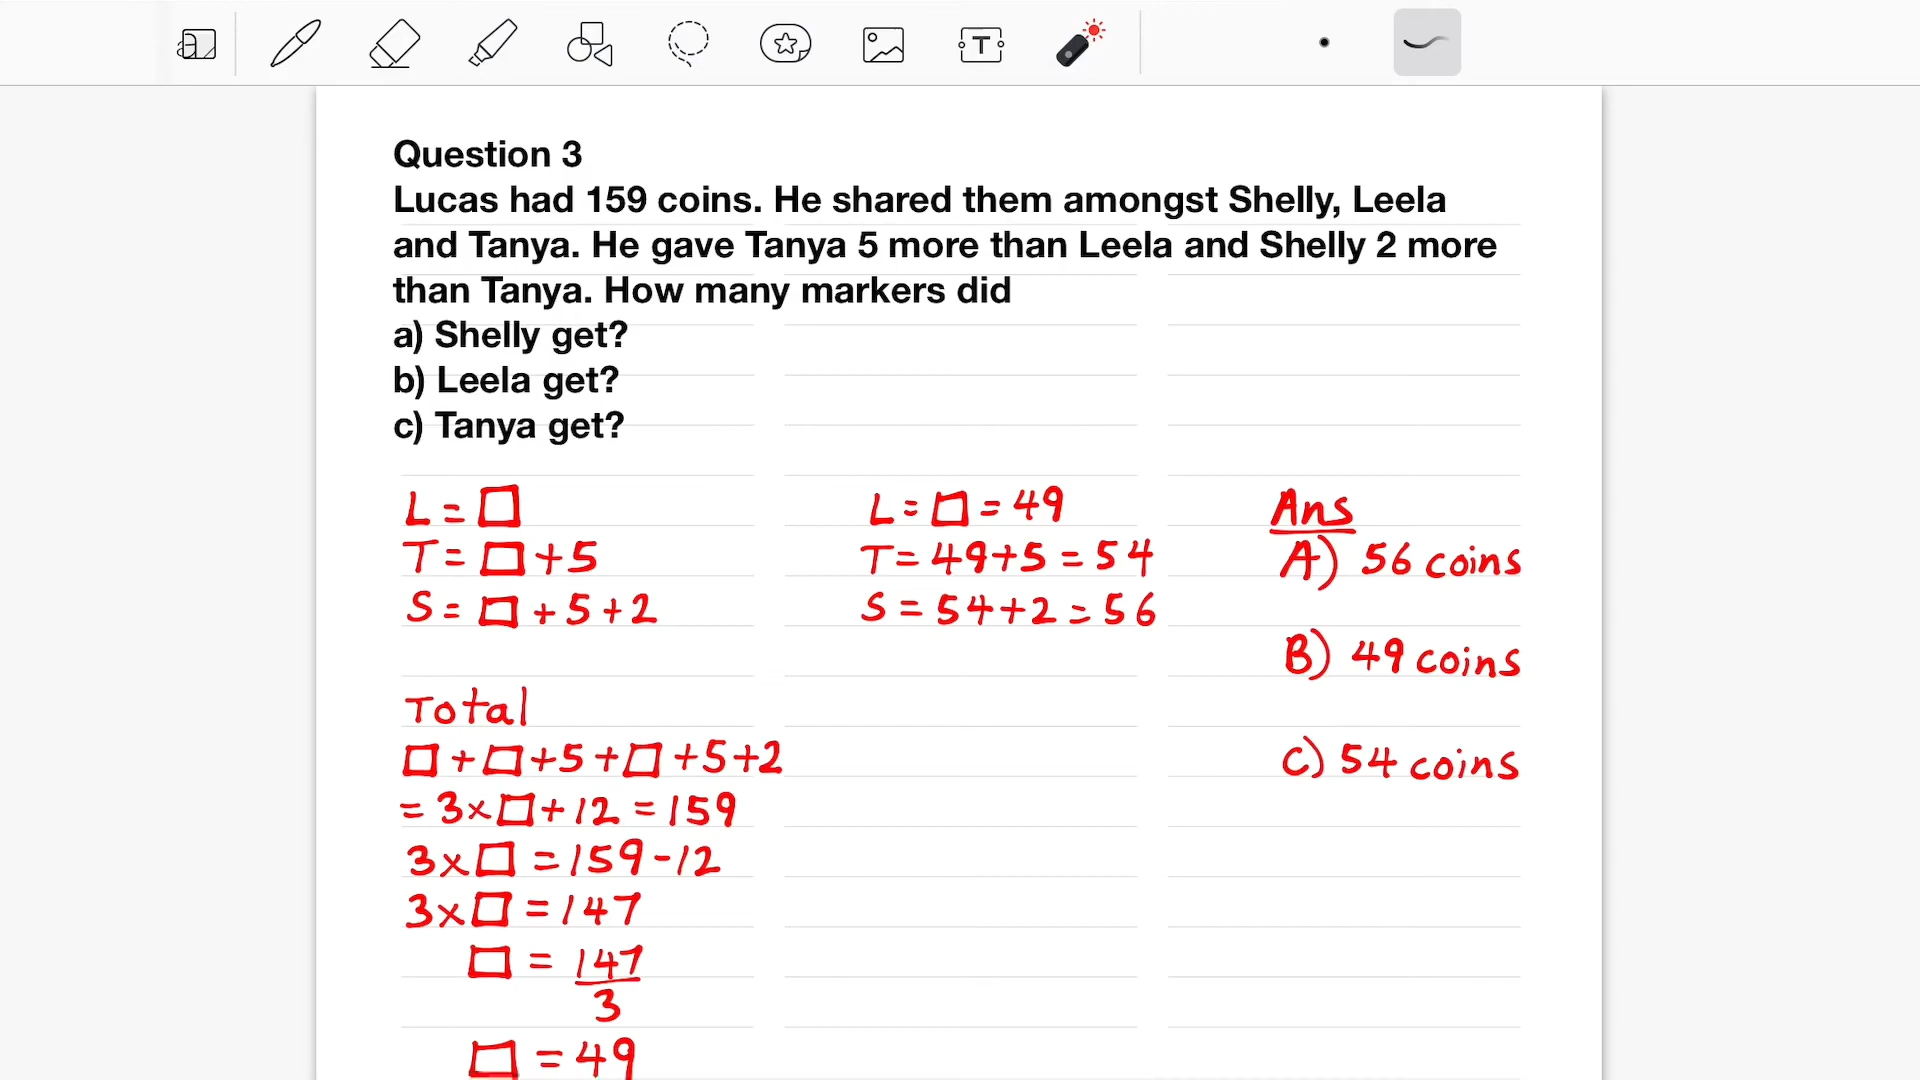 Question 3
Lucas had 159 coins. He shared them amongst Shelly, Leela
and Tanya. He gave Tanya 5 more than Leela and Shelly 2 more
than Tanya. How many markers did
a) Shelly get?
b) Leela get?
c) Tanya get?
L = □
T = □ + 5
S = □ + 5 + 2
Total
□ + □ + 5 + □ + 5 + 2
= 3 × □ + 12 = 159
3 × □ = 159 - 12
3 × □ = 147
□ = 147/3
□ = 49
L = □ = 49
T = 49 + 5 = 54
S = 54 + 2 = 56
Ans
A) 56 coins
B) 49 coins
C) 54 coins